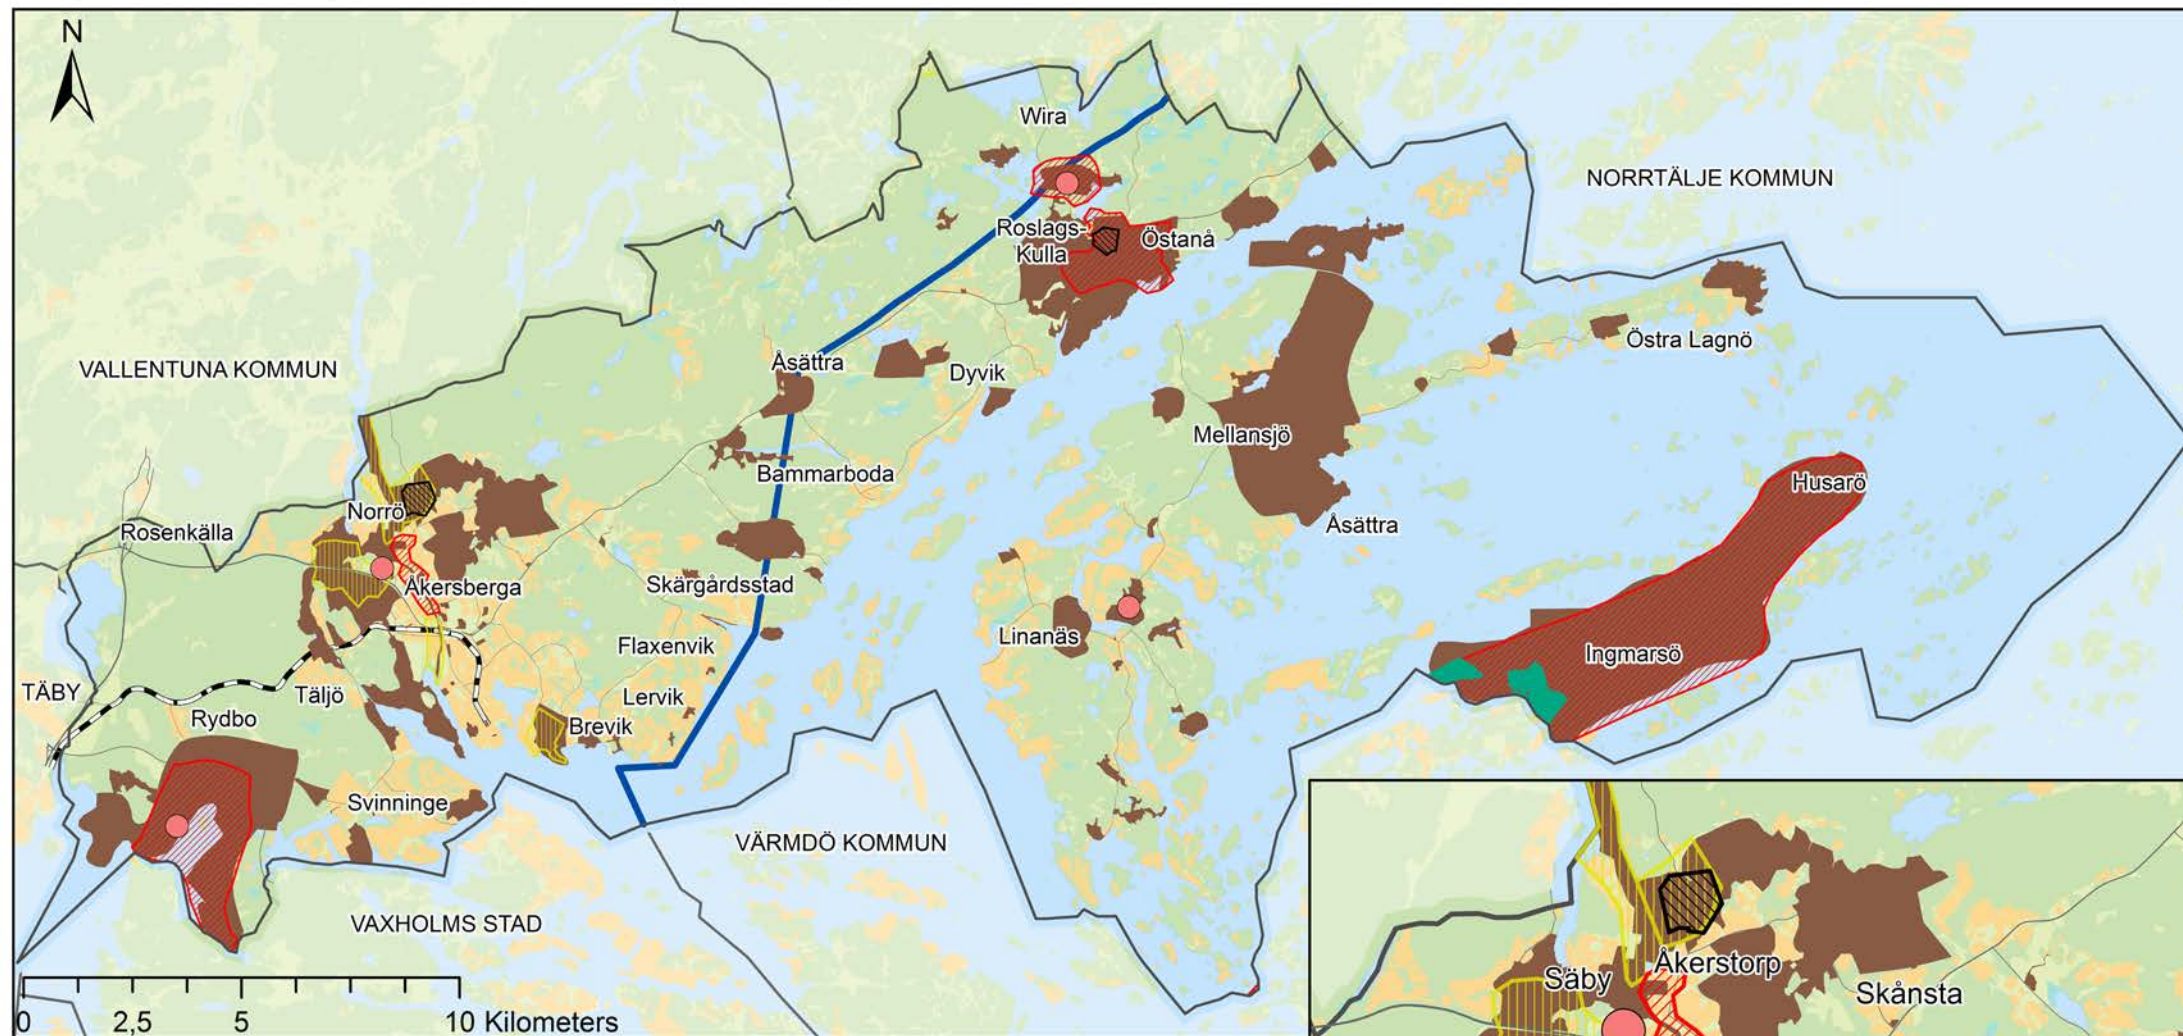 N
Wira
NORRTÄLJE KOMMUN
Roslags-
Kulla
Östanå
Östra Lagnö
VALLENTUNA KOMMUN
Åsättra
Dyvik
Mellansjö
Bammarboda
Husarö
Norrö
Rosenkälla
Åsättra
Åkersberga
Skärgårdsstad
Linanäs
Flaxenvik
Ingmarsö
TÄBY
Täljö
Lervik
Rydbo
Brevik
Svinninge
VÄRMDÖ KOMMUN
VAXHOLMS STAD
Säby
Åkerstorp
Skånsta
0 2,5 5 10 Kilometers